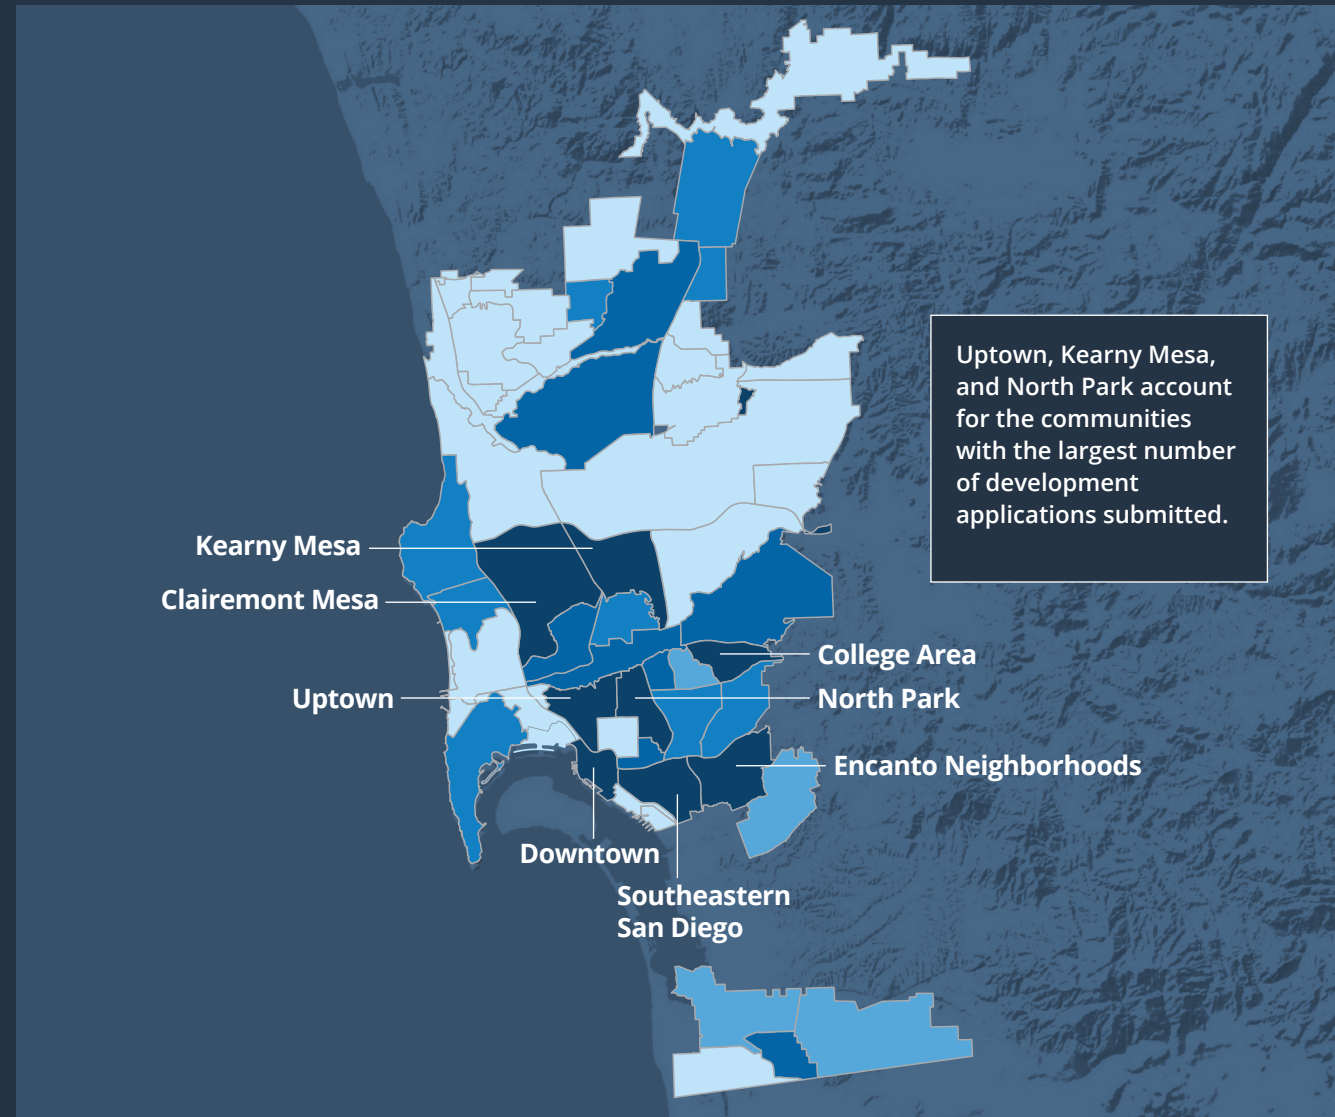 Uptown, Kearny Mesa,
and North Park account
for the communities
with the largest number
of development
applications submitted.
Kearny Mesa
Clairemont Mesa
College Area
Uptown
North Park
Encanto Neighborhoods
Downtown
Southeastern
San Diego